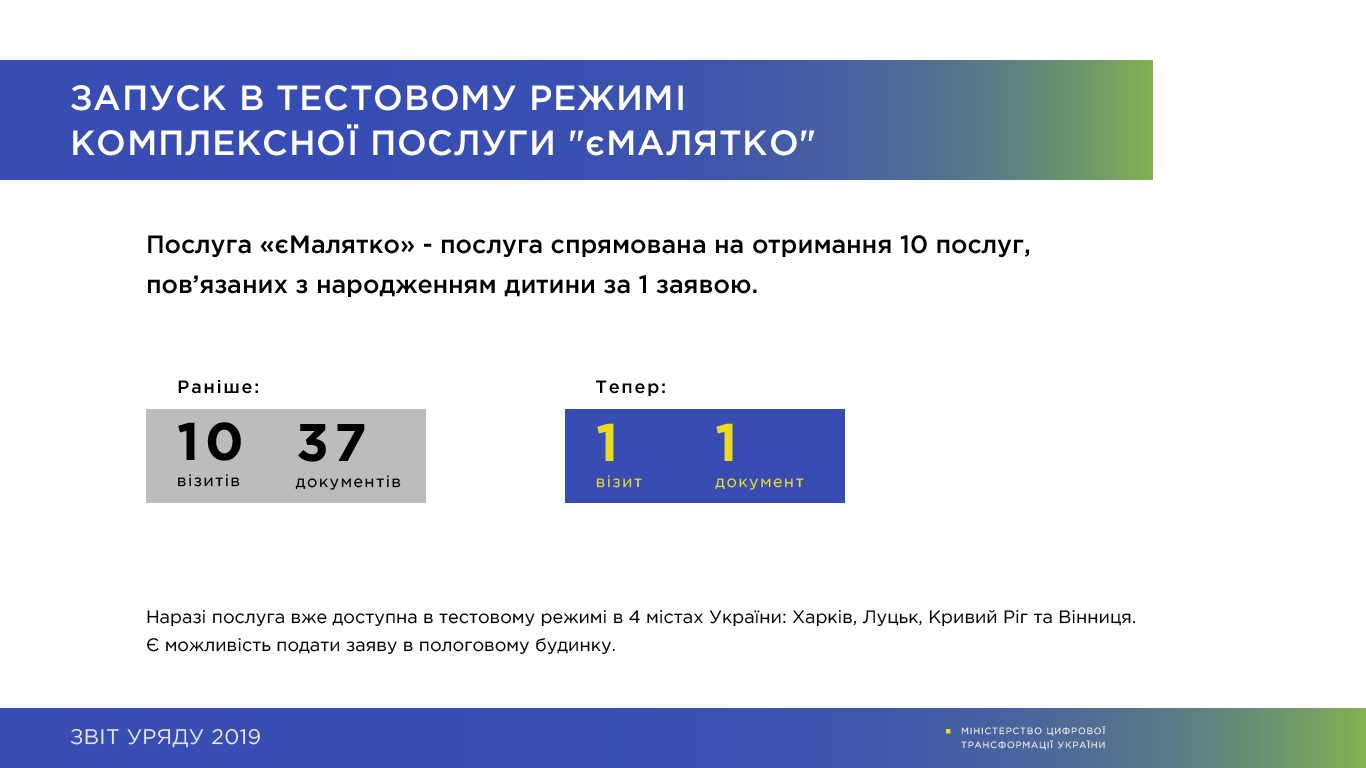 ЗАПУСК В ТЕСТОВОМУ РЕЖИМІ
КОМПЛЕКСНОЇ ПОСЛУГИ "єМАЛЯТКО"
Послуга «єМалятко» - послуга спрямована на отримання 10 послуг,
пов’язаних з народженням дитини за 1 заявою.
Раніше:
10 37
візитів документів
Тепер:
1 1
візит документ
Наразі послуга вже доступна в тестовому режимі в 4 містах України: Харків, Луцьк, Кривий Ріг та Вінниця.
Є можливість подати заяву в пологовому будинку.
ЗВІТ УРЯДУ 2019
МІНІСТЕРСТВО ЦИФРОВОЇ
ТРАНСФОРМАЦІЇ УКРАЇНИ